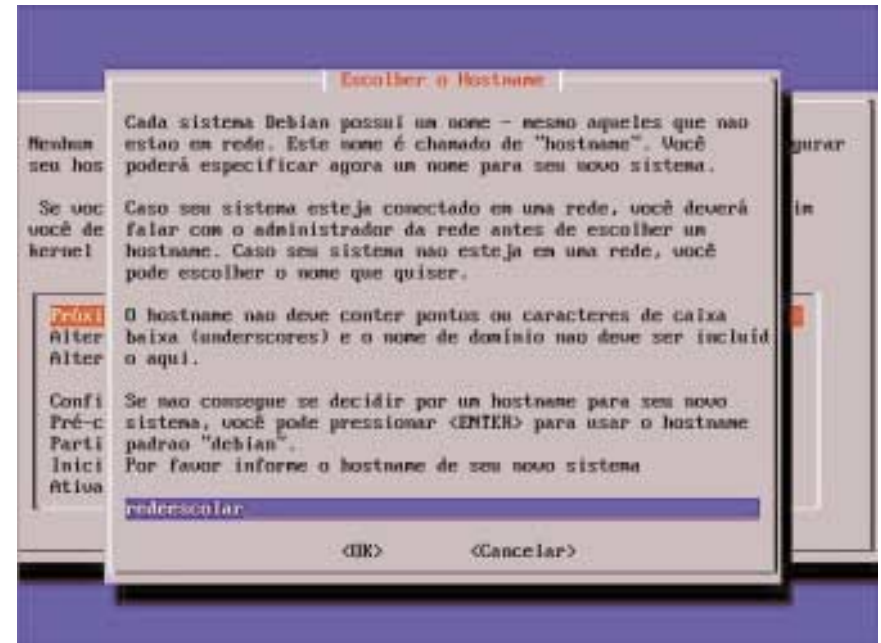 Escolher o Hostname
Cada sistema Debian possui um nome - mesmo aqueles que nao
estao em rede. Este nome é chamado de "hostname". Você
poderá especificar agora um nome para seu novo sistema.
Caso seu sistema esteja conectado em uma rede, você deverá
falar com o administrador da rede antes de escolher um
hostname. Caso seu sistema nao esteja em uma rede, você
pode escolher o nome que quiser.
O hostname nao deve conter pontos ou caracteres de caixa
baixa (underscores) e o nome de domínio nao deve ser incluíd
o aqui.
Se nao consegue se decidir por um hostname para seu novo
sistema, você pode pressionar <ENTER> para usar o hostname
padrao "debian".
Por favor informe o hostname de seu novo sistema
redeescolar
<OK> <Cancelar>
Nenhum
seu hos
Se voc
você de
kernel
Próxi
Alter
Alter
Confi
Pré-c
Parti
Inici
Ativa
gurar
im